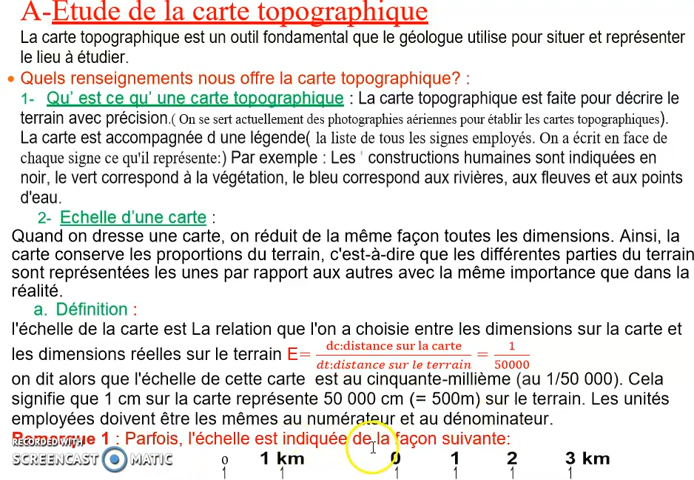 A-Etude de la carte topographique
La carte topographique est un outil fondamental que le géologue utilise pour situer et représenter
le lieu à étudier.
• Quels renseignements nous offre la carte topographique? :
1- Qu' est ce qu' une carte topographique : La carte topographique est faite pour décrire le
terrain avec précision.( On se sert actuellement des photographies aériennes pour établir les cartes topographiques).
La carte est accompagnée d une légende( la liste de tous les signes employés. On a écrit en face de
chaque signe ce qu'il représente:) Par exemple : Les ' constructions humaines sont indiquées en
noir, le vert correspond à la végétation, le bleu correspond aux rivières, aux fleuves et aux points
d'eau.
2- Echelle d'une carte :
Quand on dresse une carte, on réduit de la même façon toutes les dimensions. Ainsi, la
carte conserve les proportions du terrain, c'est-à-dire que les différentes parties du terrain
sont représentées les unes par rapport aux autres avec la même importance que dans la
réalité.
a. Définition :
l'échelle de la carte est La relation que l'on a choisie entre les dimensions sur la carte et
les dimensions réelles sur le terrain E= dc:distance sur la carte / dt:distance sur le terrain = 1 / 50000
on dit alors que l'échelle de cette carte est au cinquante-millième (au 1/50 000). Cela
signifie que 1 cm sur la carte représente 50 000 cm (= 500m) sur le terrain. Les unités
employées doivent être les mêmes au numérateur et au dénominateur.
Remarque 1 : Parfois, l'échelle est indiquée de la façon suivante:
RECORDED WITH
SCREENCAST MATIC
0 1 km 0 1 2 3 km